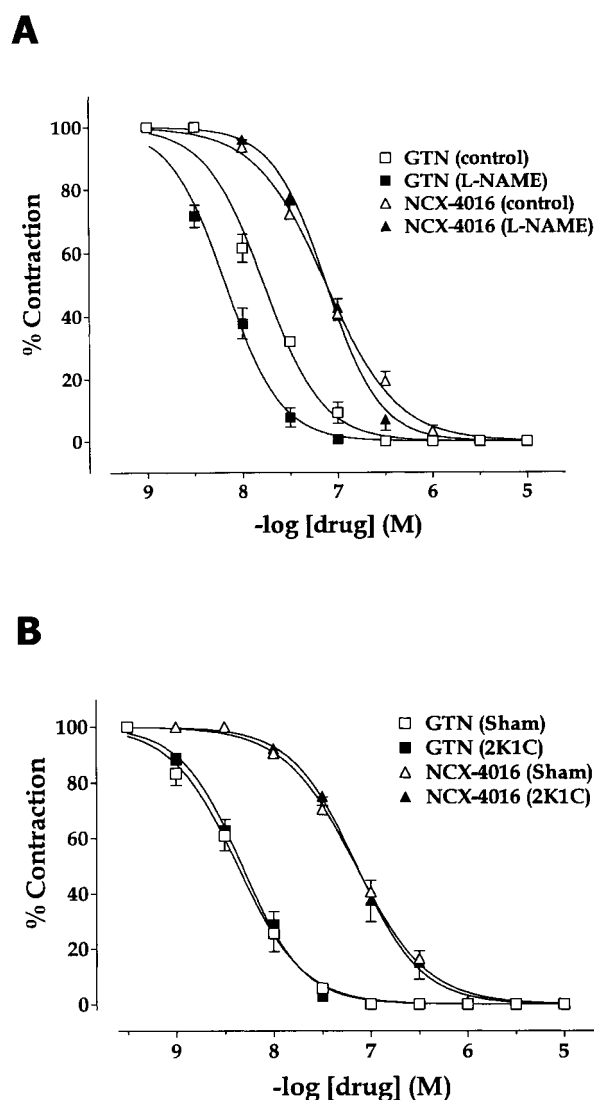 A
100
80
60
40
20
0
% Contraction
GTN (control)
GTN (L-NAME)
NCX-4016 (control)
NCX-4016 (L-NAME)
9 8 7 6 5
-log [drug] (M)
B
100
80
60
40
20
0
% Contraction
GTN (Sham)
GTN (2K1C)
NCX-4016 (Sham)
NCX-4016 (2K1C)
9 8 7 6 5
-log [drug] (M)